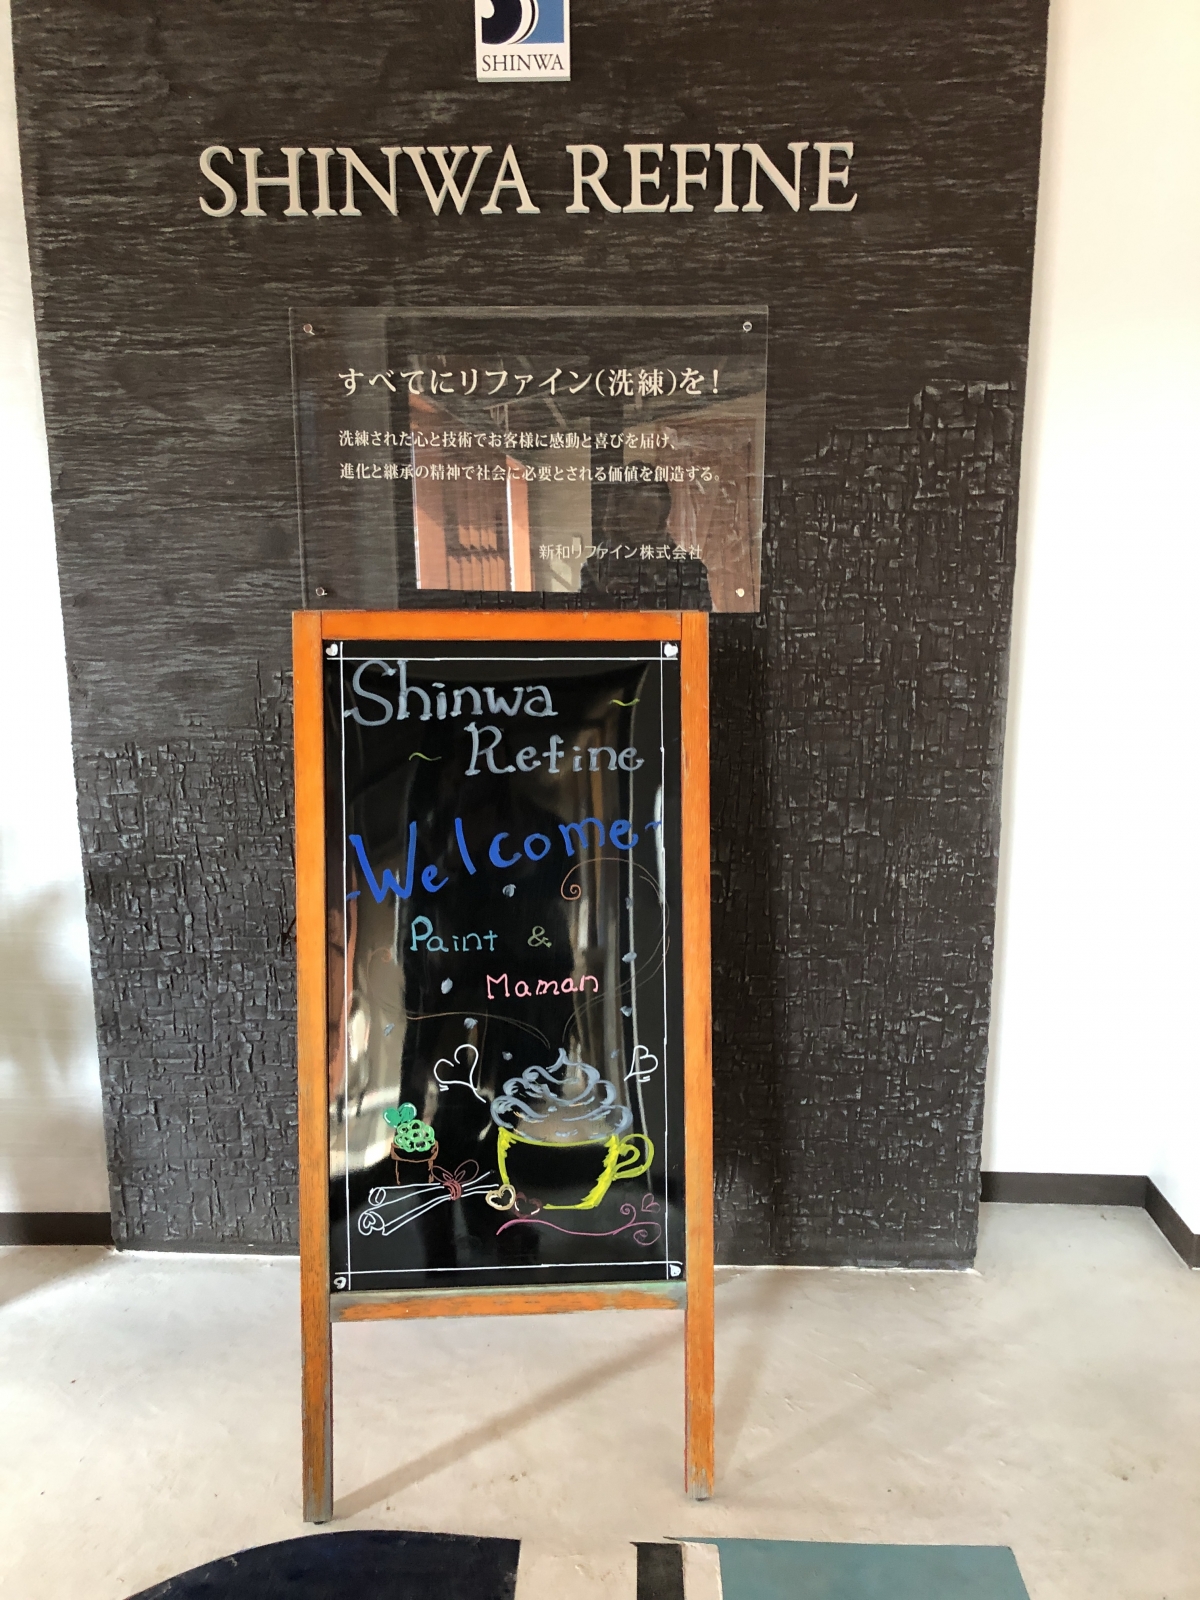 SHINWA
SHINWA REFINE
すべてにリファイン(洗練)を!
洗練された心と技術でお客様に感動と喜びを届け、
進化と継承の精神で社会に必要とされる価値を創造する。
新和リファイン株式会社
Shinwa ~
~ Refine
-Welcome-
Paint &
Maman